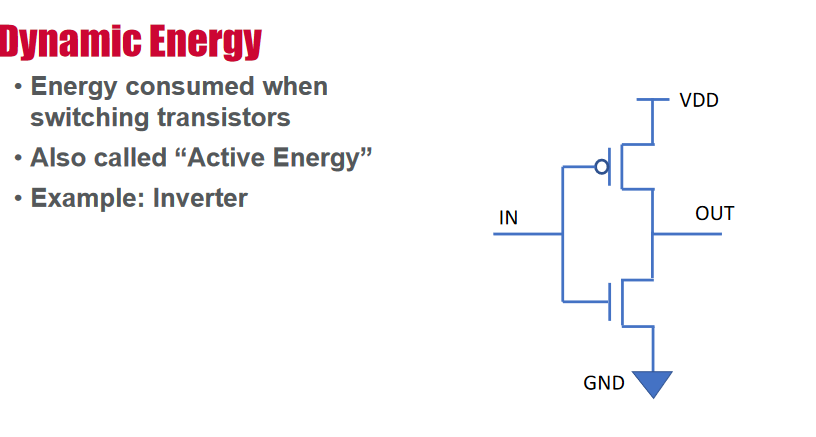 Dynamic Energy
• Energy consumed when
switching transistors
• Also called “Active Energy”
• Example: Inverter
VDD
IN
OUT
GND